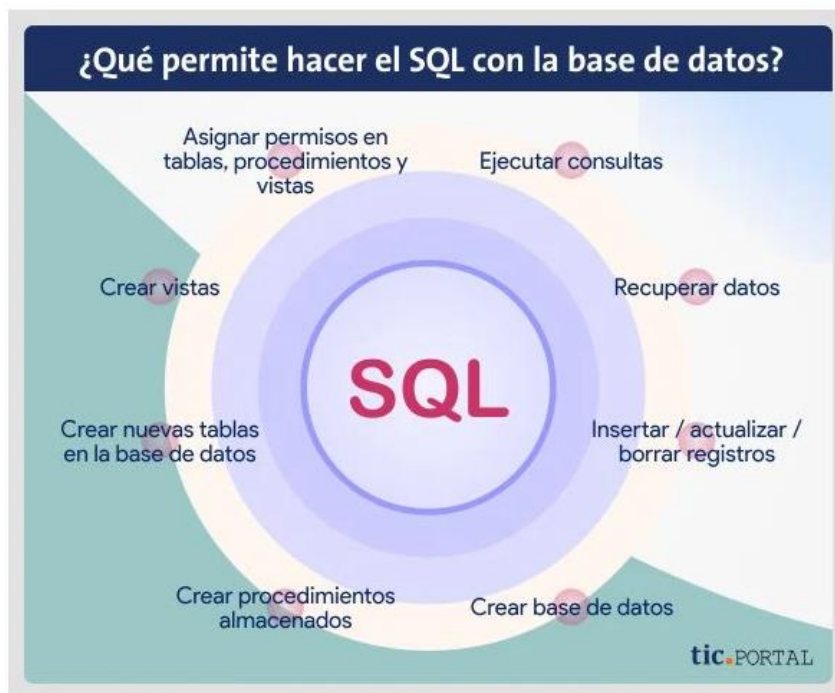 ¿Qué permite hacer el SQL con la base de datos?
Asignar permisos en
tablas, procedimientos y
vistas
Ejecutar consultas
Crear vistas
Recuperar datos
SQL
Crear nuevas tablas
en la base de datos
Insertar / actualizar /
borrar registros
Crear procedimientos
almacenados
Crear base de datos
tic.PORTAL